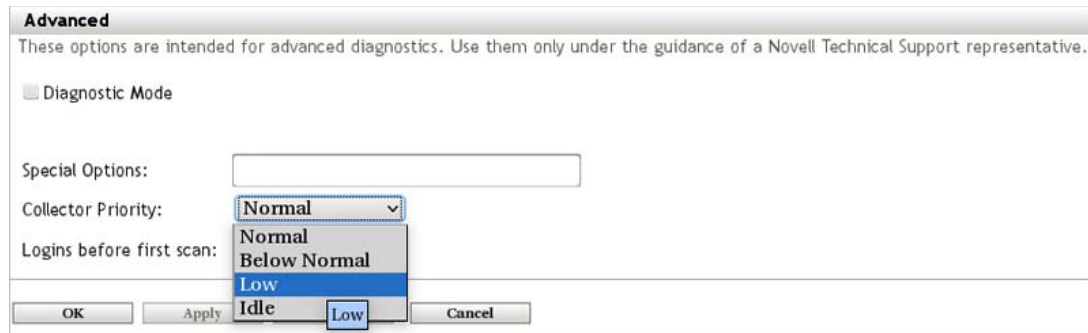 Advanced
These options are intended for advanced diagnostics. Use them only under the guidance of a Novell Technical Support representative.
Diagnostic Mode
Special Options:
Collector Priority: Normal
Normal
Logins before first scan:
Below Normal
Low
Idle
Low
OK Apply Cancel